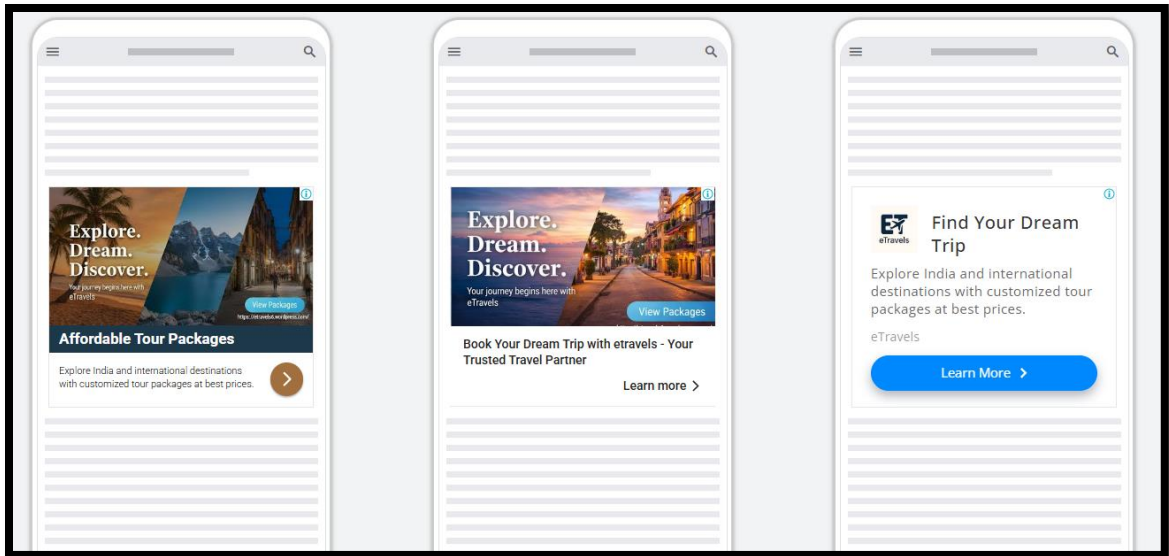 Explore.
Dream.
Discover.
Your journey begins here with
eTravels
View Packages
Affordable Tour Packages
Explore India and international destinations
with customized tour packages at best prices.
Explore.
Dream.
Discover.
Your journey begins here with
eTravels
View Packages
Book Your Dream Trip with etravels - Your
Trusted Travel Partner
Learn more
ET
eTravels
Find Your Dream
Trip
Explore India and international
destinations with customized tour
packages at best prices.
eTravels
Learn More